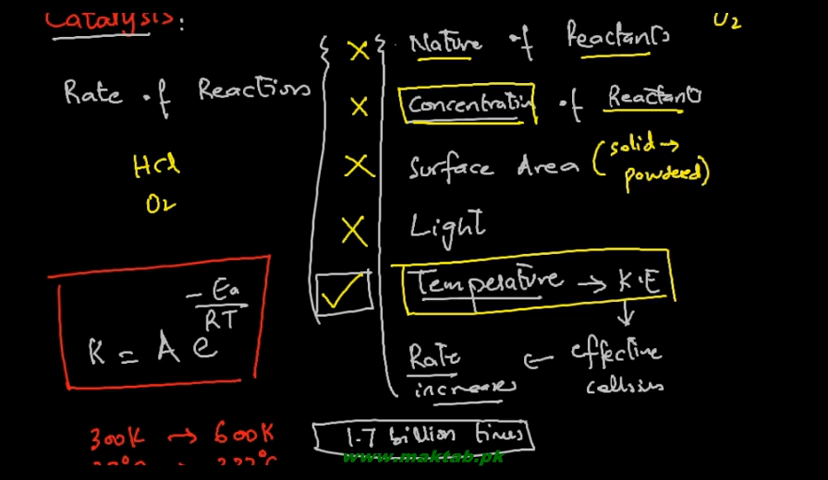 Catalysis:
O2
Rate of Reaction
HCl
O2
K = A e^(-Ea/RT)
300K → 600K
× Nature of Reactants
× Concentration of Reactants
× Surface Area (solid → powdered)
× Light
✓ Temperature → K.E
↓
Rate increases ← effective collisions
1.7 billion times
www.maktab.pk